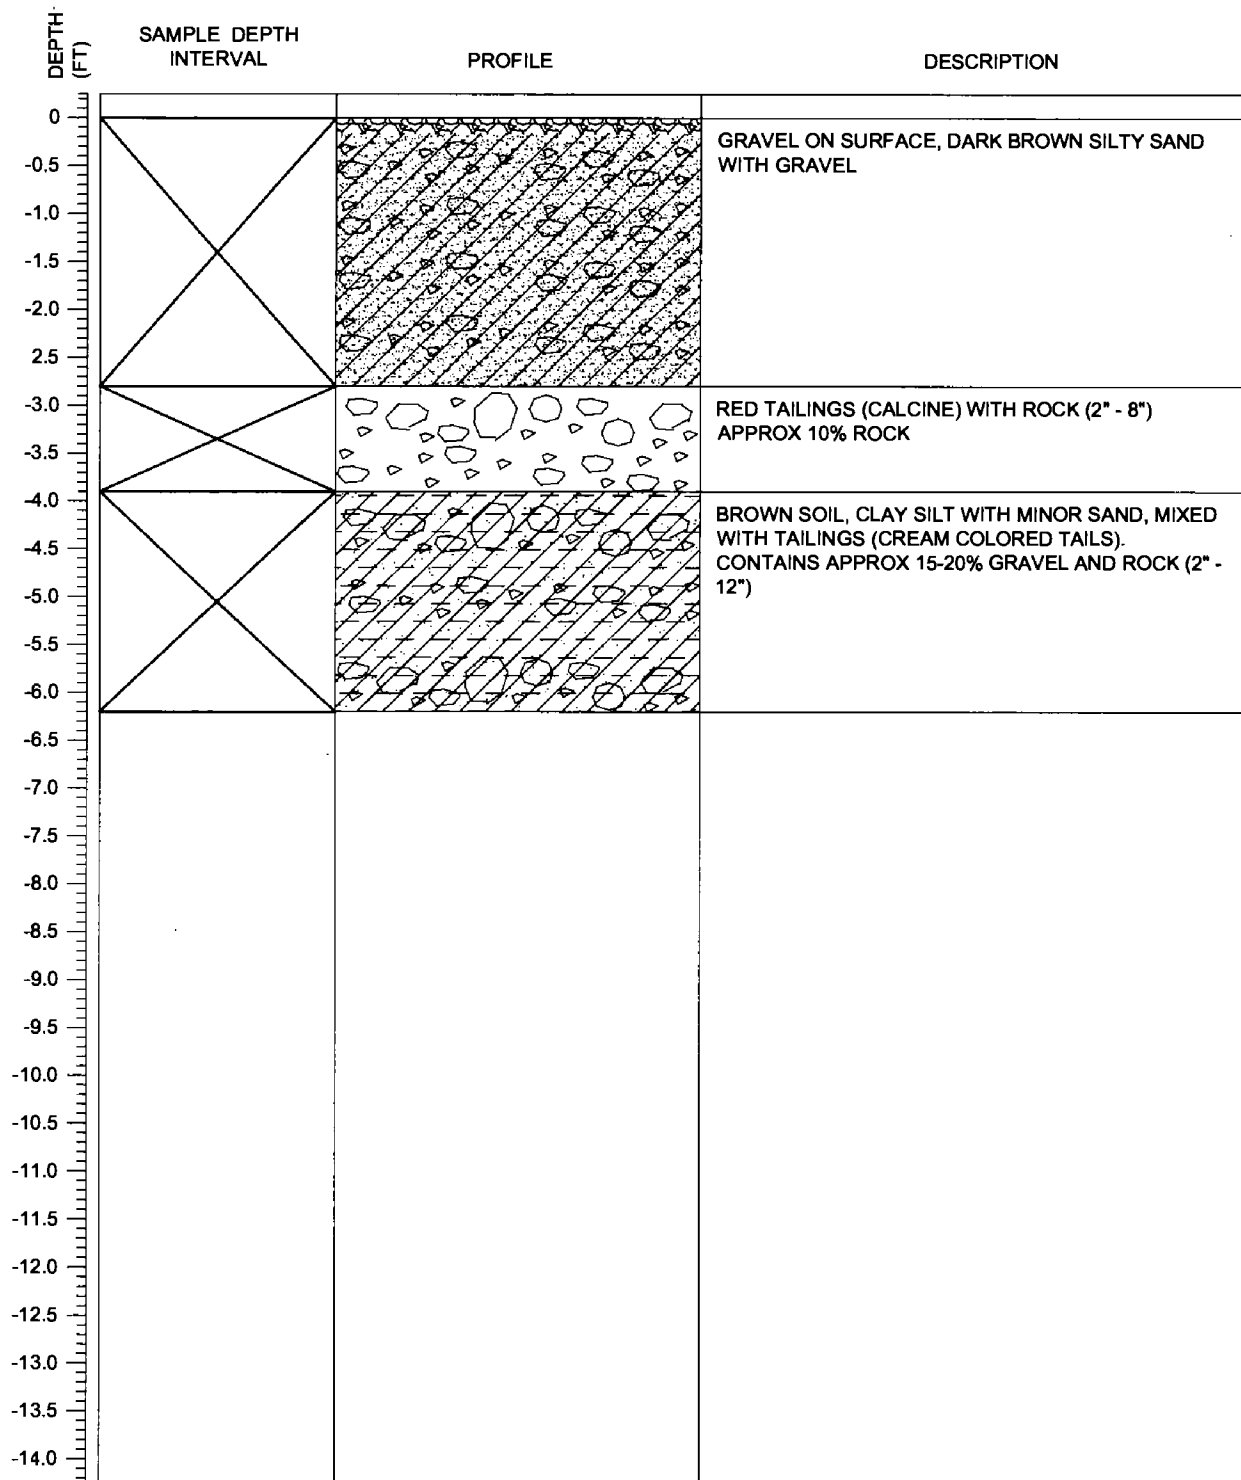 DEPTH (FT)
SAMPLE DEPTH
INTERVAL
PROFILE
DESCRIPTION
0
GRAVEL ON SURFACE, DARK BROWN SILTY SAND
WITH GRAVEL
-0.5
-1.0
-1.5
-2.0
2.5
-3.0
RED TAILINGS (CALCINE) WITH ROCK (2" - 8")
APPROX 10% ROCK
-3.5
-4.0
BROWN SOIL, CLAY SILT WITH MINOR SAND, MIXED
WITH TAILINGS (CREAM COLORED TAILS).
CONTAINS APPROX 15-20% GRAVEL AND ROCK (2" -
12")
-4.5
-5.0
-5.5
-6.0
-6.5
-7.0
-7.5
-8.0
-8.5
-9.0
-9.5
-10.0
-10.5
-11.0
-11.5
-12.0
-12.5
-13.0
-13.5
-14.0